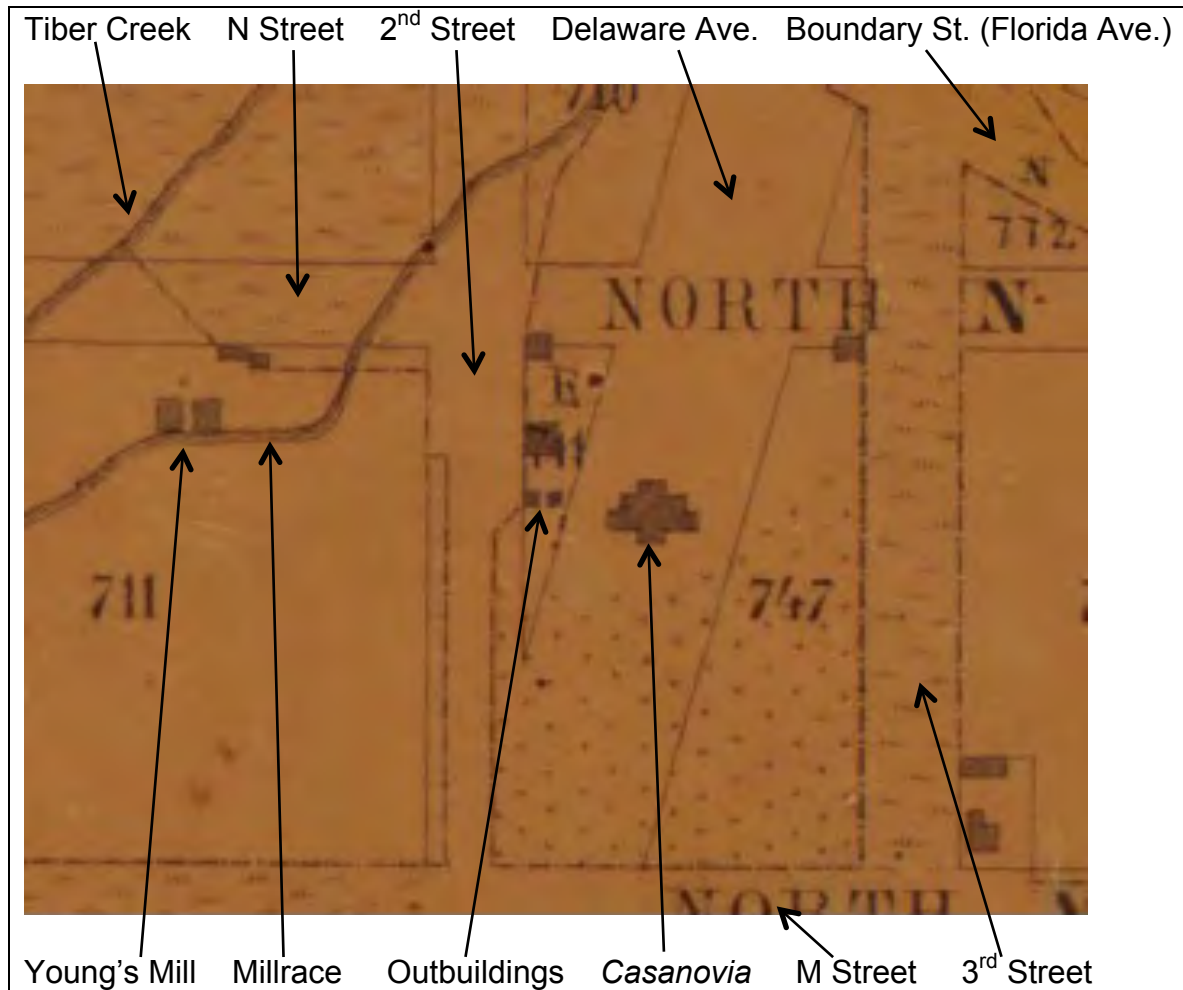 Tiber Creek N Street 2nd Street Delaware Ave. Boundary St. (Florida Ave.)
710
N
772
NORTH N
E
711
747
NORTH N
Young's Mill Millrace Outbuildings Casanovia M Street 3rd Street